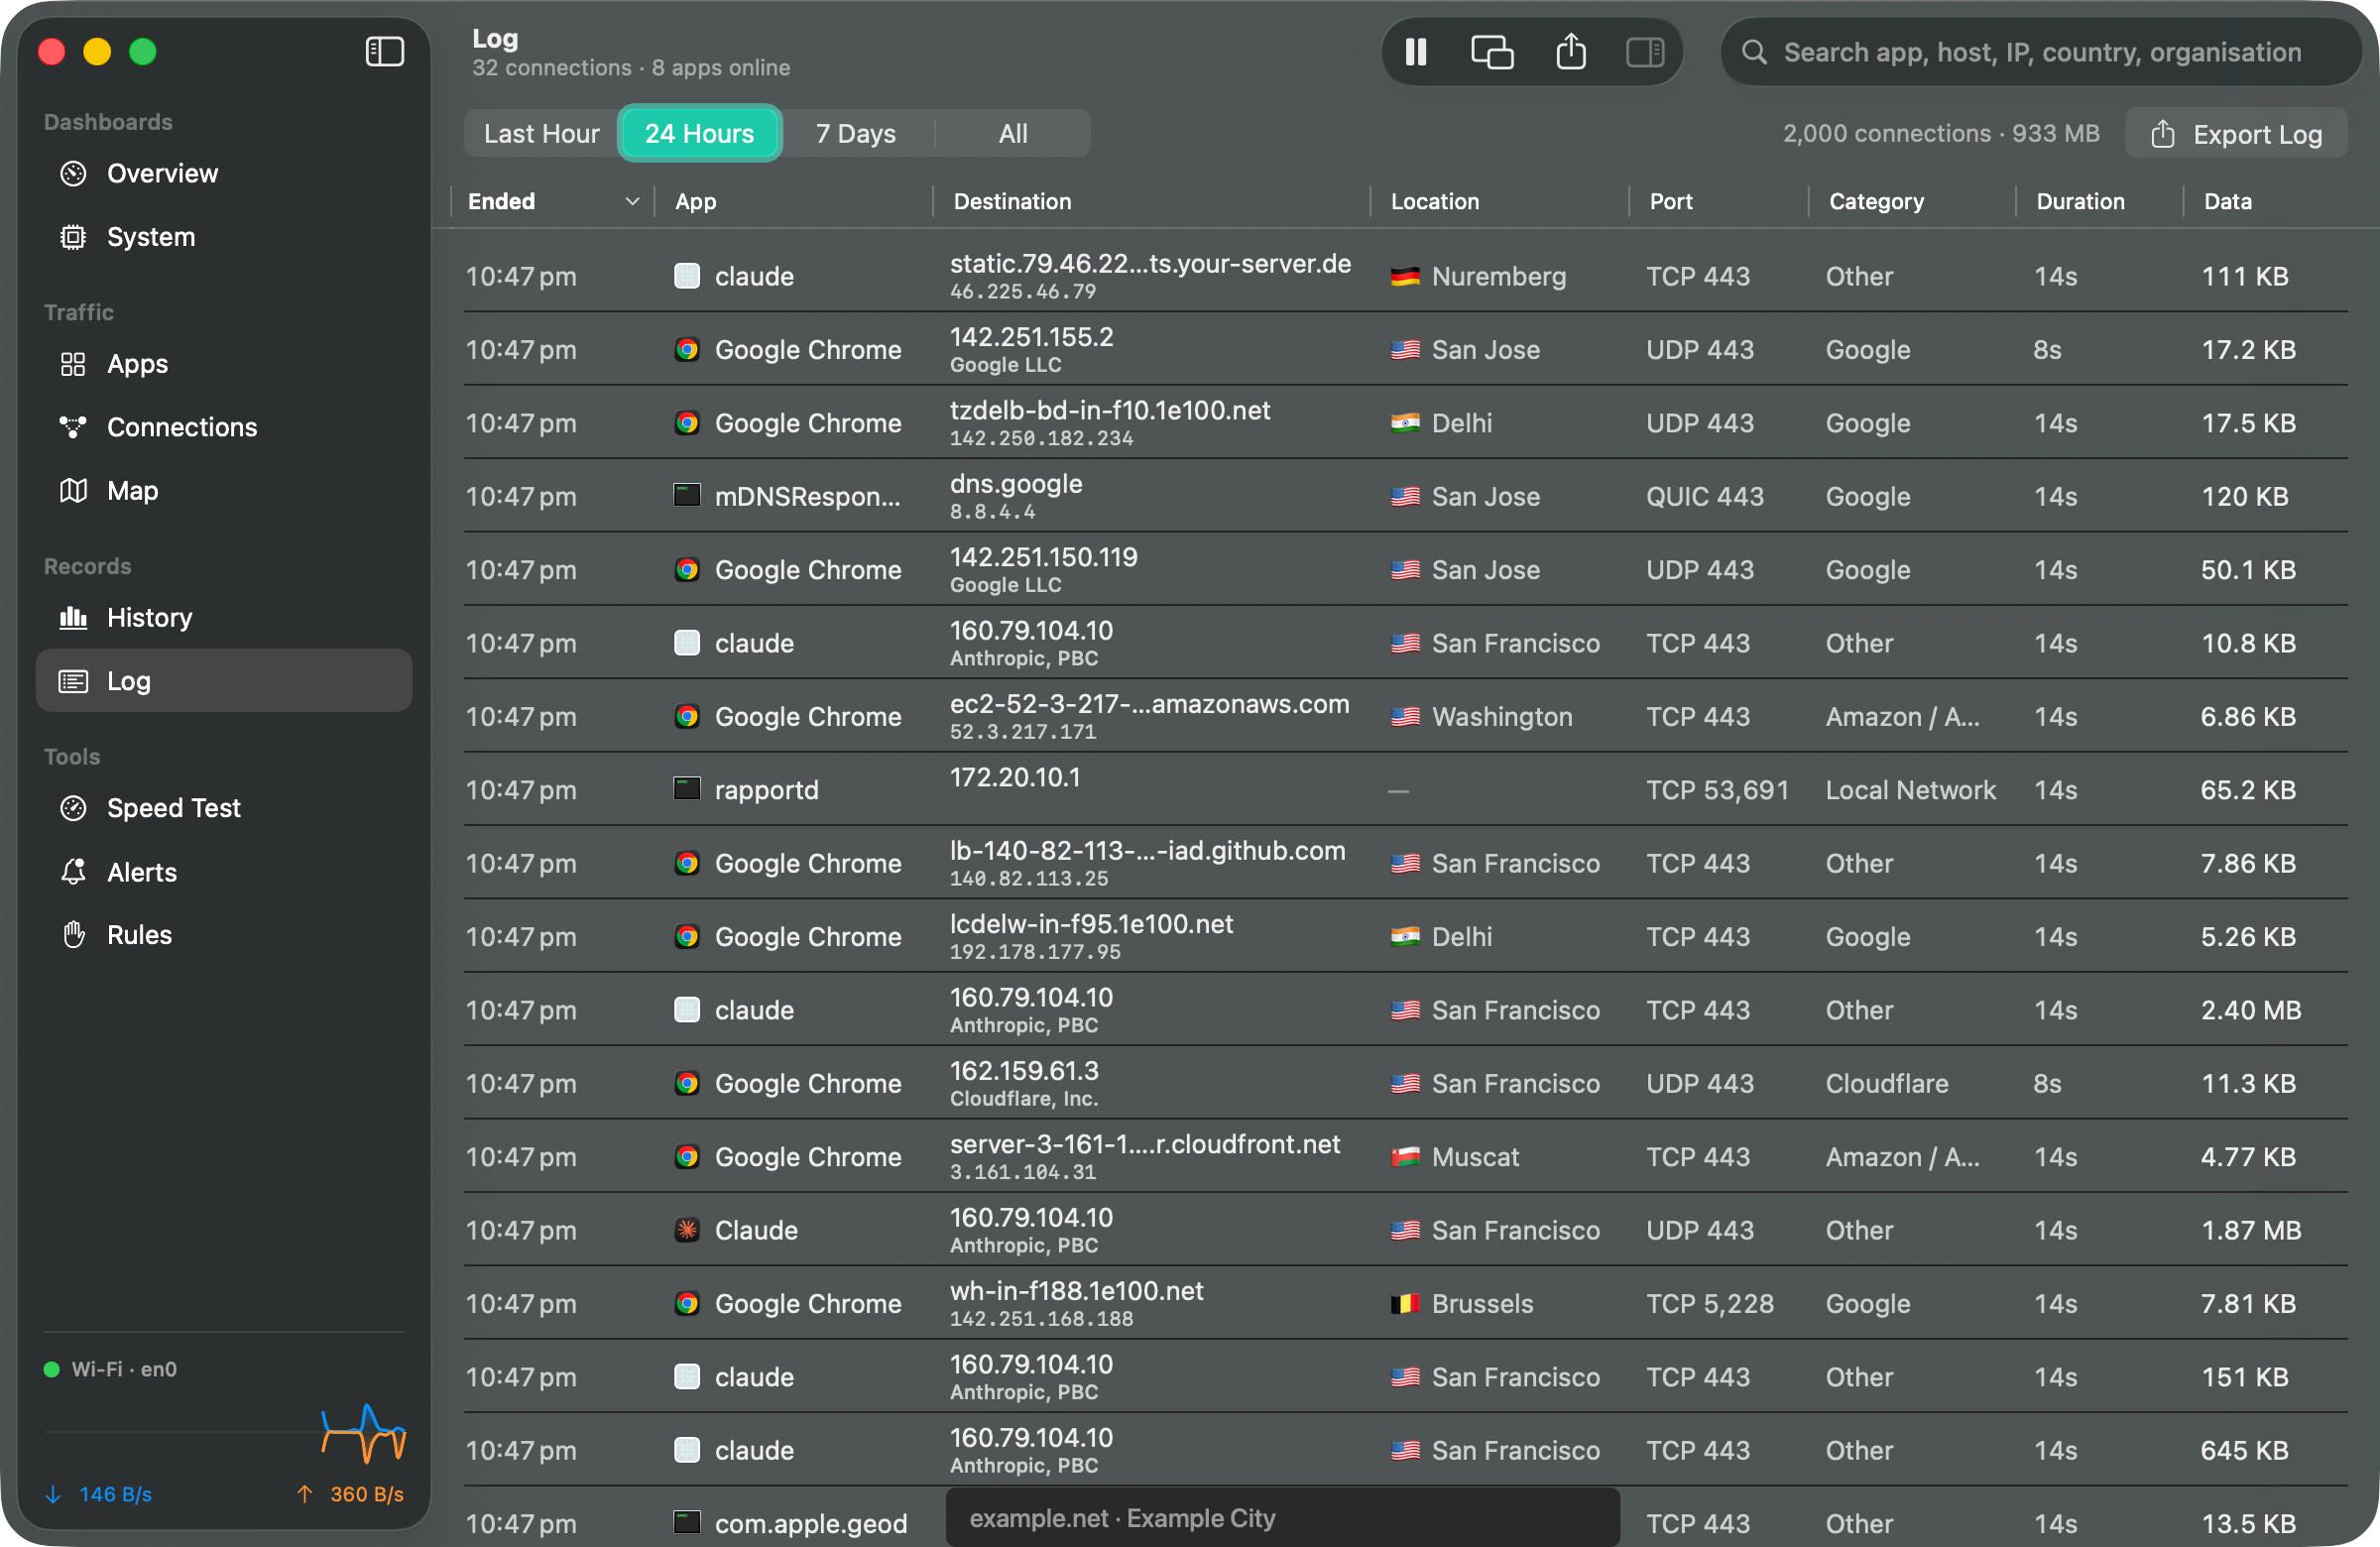 Log
32 connections · 8 apps online
Search app, host, IP, country, organisation
Dashboards
Overview
System
Traffic
Apps
Connections
Map
Records
History
Log
Tools
Speed Test
Alerts
Rules
Wi-Fi · en0
↓ 146 B/s ↑ 360 B/s
Last Hour 24 Hours 7 Days All
2,000 connections · 933 MB Export Log
Ended App Destination Location Port Category Duration Data
10:47 pm claude static.79.46.22...ts.your-server.de Nuremberg TCP 443 Other 14s 111 KB
46.225.46.79
10:47 pm Google Chrome 142.251.155.2 San Jose UDP 443 Google 8s 17.2 KB
Google LLC
10:47 pm Google Chrome tzdelb-bd-in-f10.1e100.net Delhi UDP 443 Google 14s 17.5 KB
142.250.182.234
10:47 pm mDNSRespon... dns.google San Jose QUIC 443 Google 14s 120 KB
8.8.4.4
10:47 pm Google Chrome 142.251.150.119 San Jose UDP 443 Google 14s 50.1 KB
Google LLC
10:47 pm claude 160.79.104.10 San Francisco TCP 443 Other 14s 10.8 KB
Anthropic, PBC
10:47 pm Google Chrome ec2-52-3-217-...amazonaws.com Washington TCP 443 Amazon / A... 14s 6.86 KB
52.3.217.171
10:47 pm rapportd 172.20.10.1 — TCP 53,691 Local Network 14s 65.2 KB
10:47 pm Google Chrome lb-140-82-113-...-iad.github.com San Francisco TCP 443 Other 14s 7.86 KB
140.82.113.25
10:47 pm Google Chrome lcdelw-in-f95.1e100.net Delhi TCP 443 Google 14s 5.26 KB
192.178.177.95
10:47 pm claude 160.79.104.10 San Francisco TCP 443 Other 14s 2.40 MB
Anthropic, PBC
10:47 pm Google Chrome 162.159.61.3 San Francisco UDP 443 Cloudflare 8s 11.3 KB
Cloudflare, Inc.
10:47 pm Google Chrome server-3-161-1....r.cloudfront.net Muscat TCP 443 Amazon / A... 14s 4.77 KB
3.161.104.31
10:47 pm Claude 160.79.104.10 San Francisco UDP 443 Other 14s 1.87 MB
Anthropic, PBC
10:47 pm Google Chrome wh-in-f188.1e100.net Brussels TCP 5,228 Google 14s 7.81 KB
142.251.168.188
10:47 pm claude 160.79.104.10 San Francisco TCP 443 Other 14s 151 KB
Anthropic, PBC
10:47 pm claude 160.79.104.10 San Francisco TCP 443 Other 14s 645 KB
Anthropic, PBC
10:47 pm com.apple.geod example.net · Example City TCP 443 Other 14s 13.5 KB